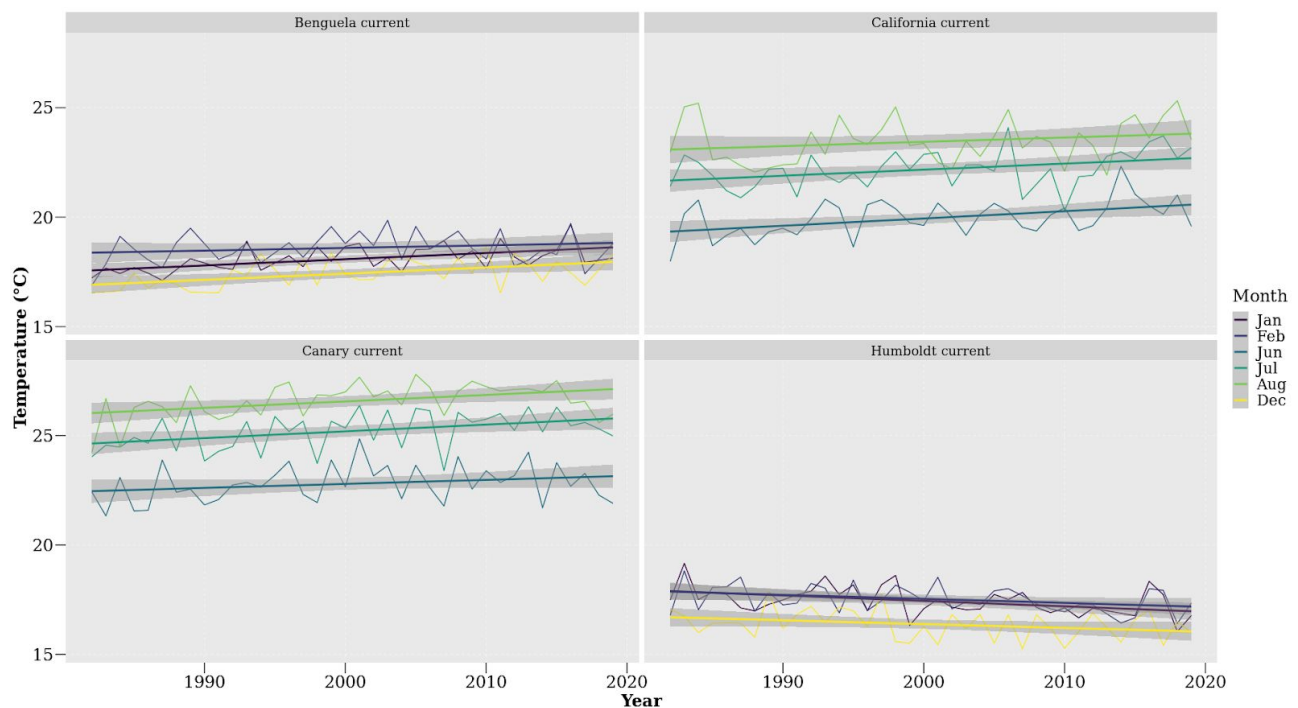 Benguela current
California current
25
20
15
Canary current
Humboldt current
25
20
15
Temperature (°C)
1990
2000
2010
2020
1990
2000
2010
2020
Year
Month
Jan
Feb
Jun
Jul
Aug
Dec